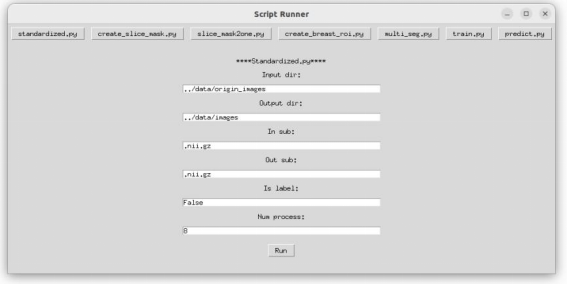 Script Runner
standardized.py create_slice_mask.py slice_mask2one.py create_breast_roi.py multi_seg.py train.py predict.py
****Standardized.py****
Input dir:
../data/origin_images
Output dir:
../data/images
In sub:
.nii.gz
Out sub:
.nii.gz
Is label:
False
Num process:
8
Run